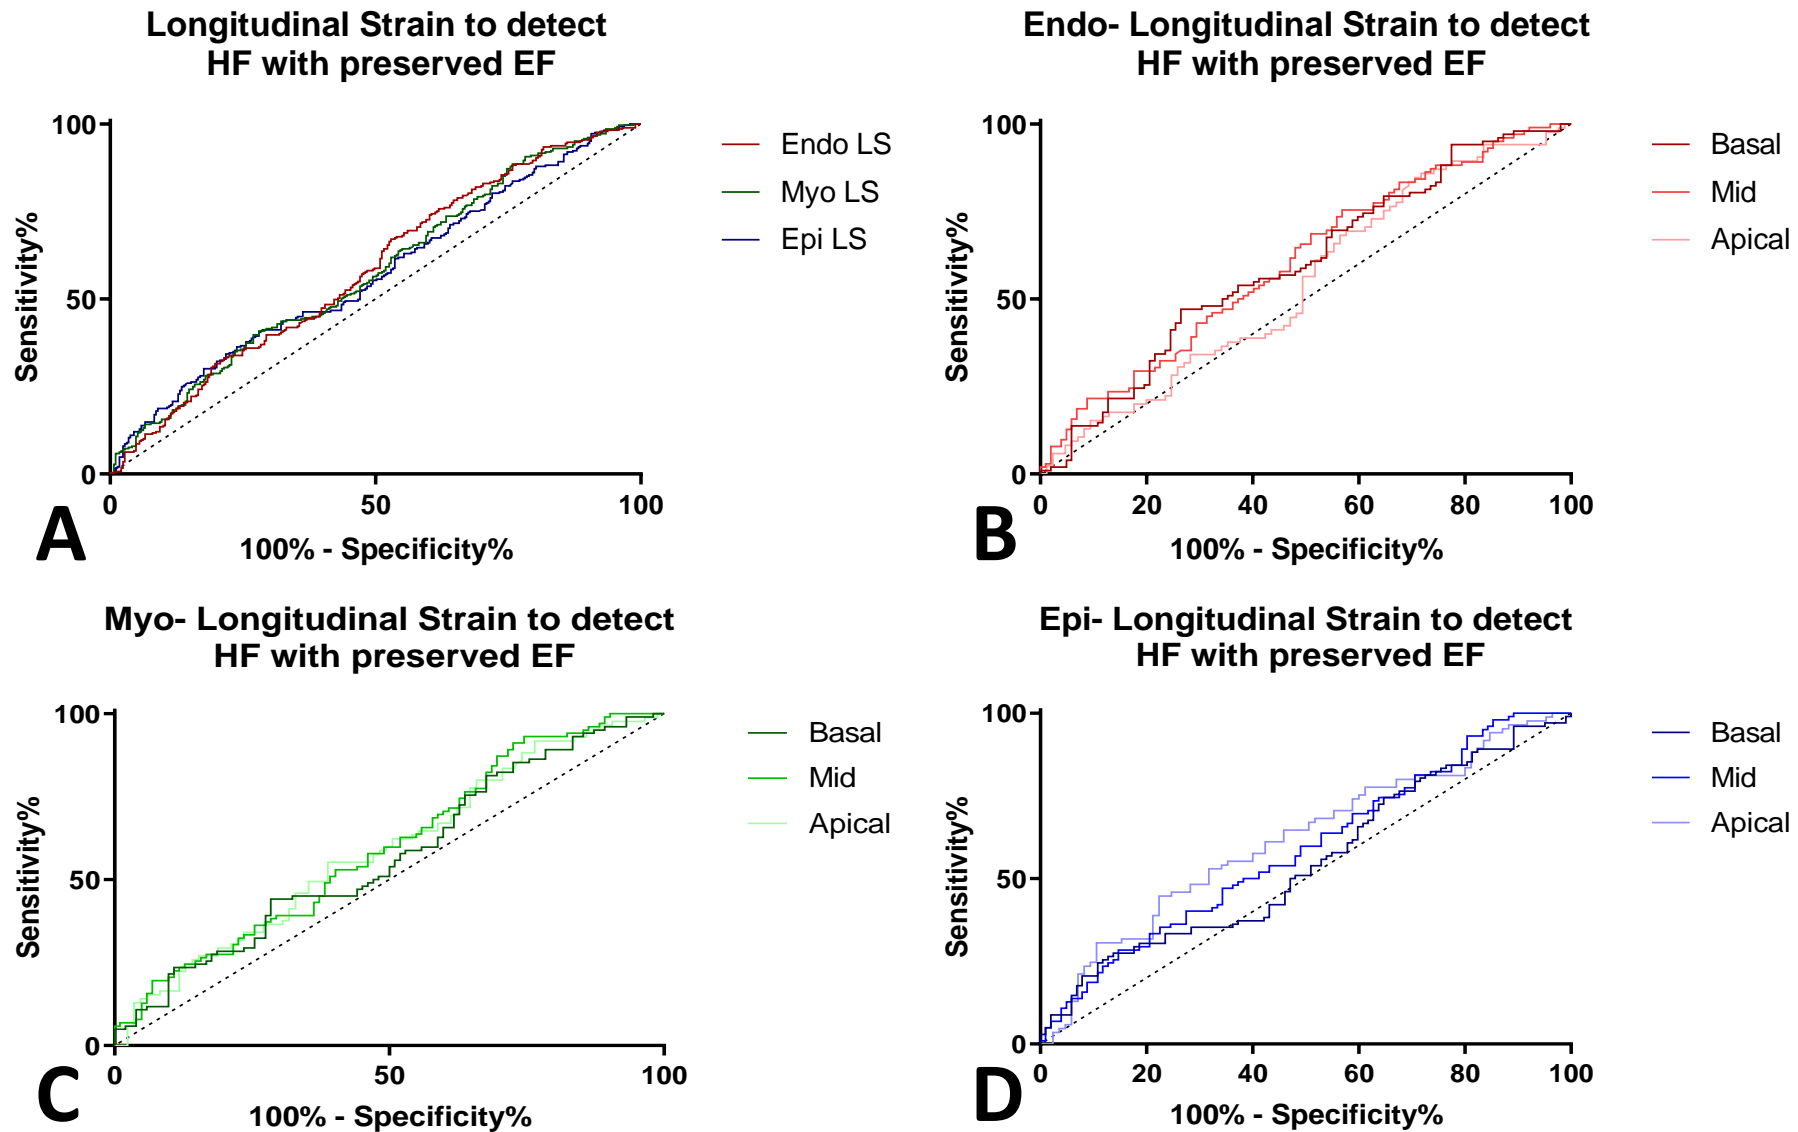 Longitudinal Strain to detect
HF with preserved EF
100
50
0
0
50
100
Sensitivity%
100% - Specificity%
Endo LS
Myo LS
Epi LS
A
Endo- Longitudinal Strain to detect
HF with preserved EF
100
50
0
0
20
40
60
80
100
Sensitivity%
100% - Specificity%
Basal
Mid
Apical
B
Myo- Longitudinal Strain to detect
HF with preserved EF
100
50
0
0
50
100
Sensitivity%
100% - Specificity%
Basal
Mid
Apical
C
Epi- Longitudinal Strain to detect
HF with preserved EF
100
50
0
0
20
40
60
80
100
Sensitivity%
100% - Specificity%
Basal
Mid
Apical
D